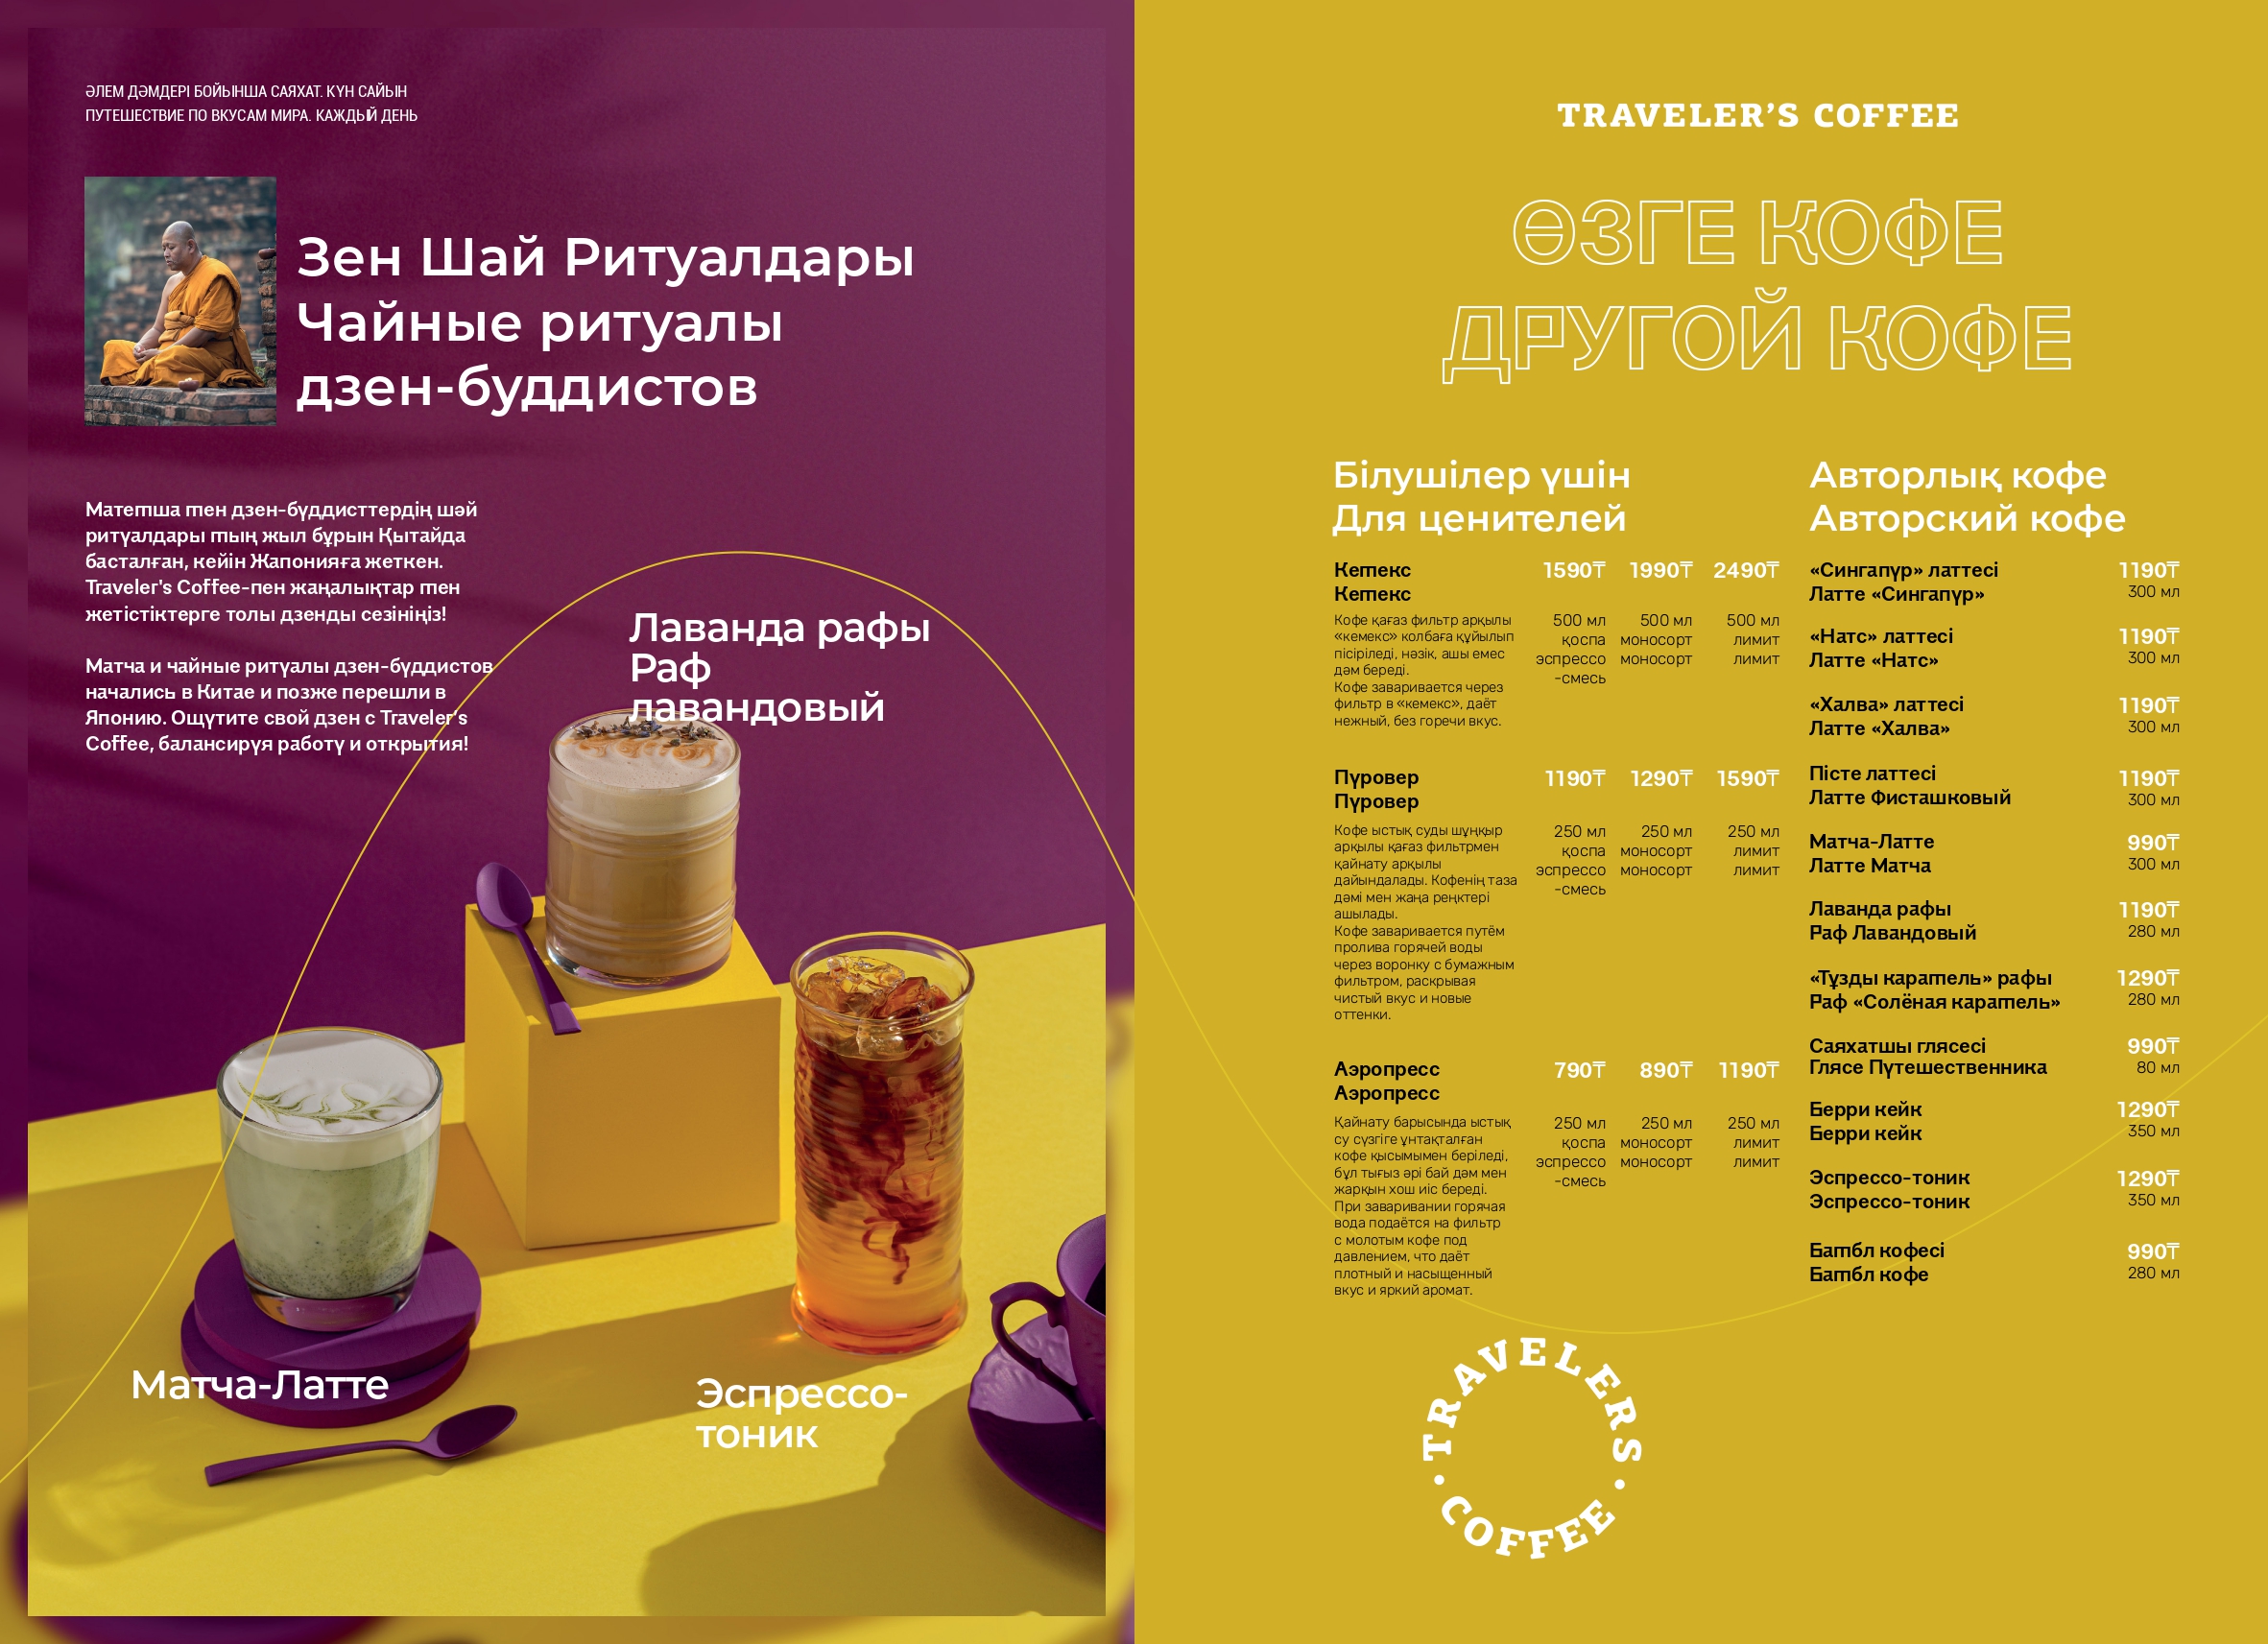 ӘЛЕМ ДӘМДЕРІ БОЙЫНША САЯХАТ. КҮН САЙЫН
ПУТЕШЕСТВИЕ ПО ВКУСАМ МИРА. КАЖДЫЙ ДЕНЬ
Зен Шай Ритуалдары
Чайные ритуалы
дзен-буддистов
Матетша теен дзен-бүддисттердің шәй
ритүалдары тың жыл бұрын Қытайда
басталған, кейін Жапонияға жеткен.
Traveler's Coffee-пен жаңалықтар мен
жетістіктерге толы дзенды сезініңіз!
Матча и чайные ритүалы дзен-бүддистов
начались в Китае и позже перешли в
Японию. Ощүтите свой дзен с Traveler's
Coffee, балансирүя работү и открытия!
Лаванда рафы
Раф
лавандовый
Матча-Латте
Эспрессо-
тоник
TRAVELER'S COFFEE
ӨЗГЕ КОФЕ
ДРУГОЙ КОФЕ
Білушілер үшін
Для ценителей
Кемекс 1590₸ 1990₸ 2490₸
Кемекс
Кофе қағаз фильтр арқылы
«кемекс» колбаға құйылып
пісіріледі, нәзік, ашы емес
дәм береді.
Кофе заваривается через
фильтр в «кемекс», даёт
нежный, без горечи вкус.
500 мл 500 мл 500 мл
қоспа моносорт лимит
эспрессо моносорт лимит
-смесь
Пүровер 1190₸ 1290₸ 1590₸
Пүровер
Кофе ыстық суды шұңқыр
арқылы қағаз фильтрмен
қайнату арқылы
дайындалады. Кофенің таза
дәмі мен жаңа реңктері
ашылады.
Кофе заваривается путём
пролива горячей воды
через воронку с бумажным
фильтром, раскрывая
чистый вкус и новые
оттенки.
250 мл 250 мл 250 мл
қоспа моносорт лимит
эспрессо моносорт лимит
-смесь
Аэропресс 790₸ 890₸ 1190₸
Аэропресс
Қайнату барысында ыстық
су сүзгіге ұнтақталған
кофе қысымымен беріледі,
бұл тығыз әрі бай дәм мен
жарқын хош иіс береді.
При заваривании горячая
вода подаётся на фильтр
с молотым кофе под
давлением, что даёт
плотный и насыщенный
вкус и яркий аромат.
250 мл 250 мл 250 мл
қоспа моносорт лимит
эспрессо моносорт лимит
-смесь
Авторлық кофе
Авторский кофе
«Сингапүр» латтесі 1190₸
Латте «Сингапүр» 300 мл
«Натс» латтесі 1190₸
Латте «Натс» 300 мл
«Халва» латтесі 1190₸
Латте «Халва» 300 мл
Пісте латтесі 1190₸
Латте Фисташковый 300 мл
Матча-Латте 990₸
Латте Матча 300 мл
Лаванда рафы 1190₸
Раф Лавандовый 280 мл
«Тұзды карамель» рафы 1290₸
Раф «Солёная карамель» 280 мл
Саяхатшы глясесі 990₸
Глясе Пүтешественника 80 мл
Берри кейк 1290₸
Берри кейк 350 мл
Эспрессо-тоник 1290₸
Эспрессо-тоник 350 мл
Бамбл кофесі 990₸
Бамбл кофе 280 мл
TRAVELERS
COFFEE